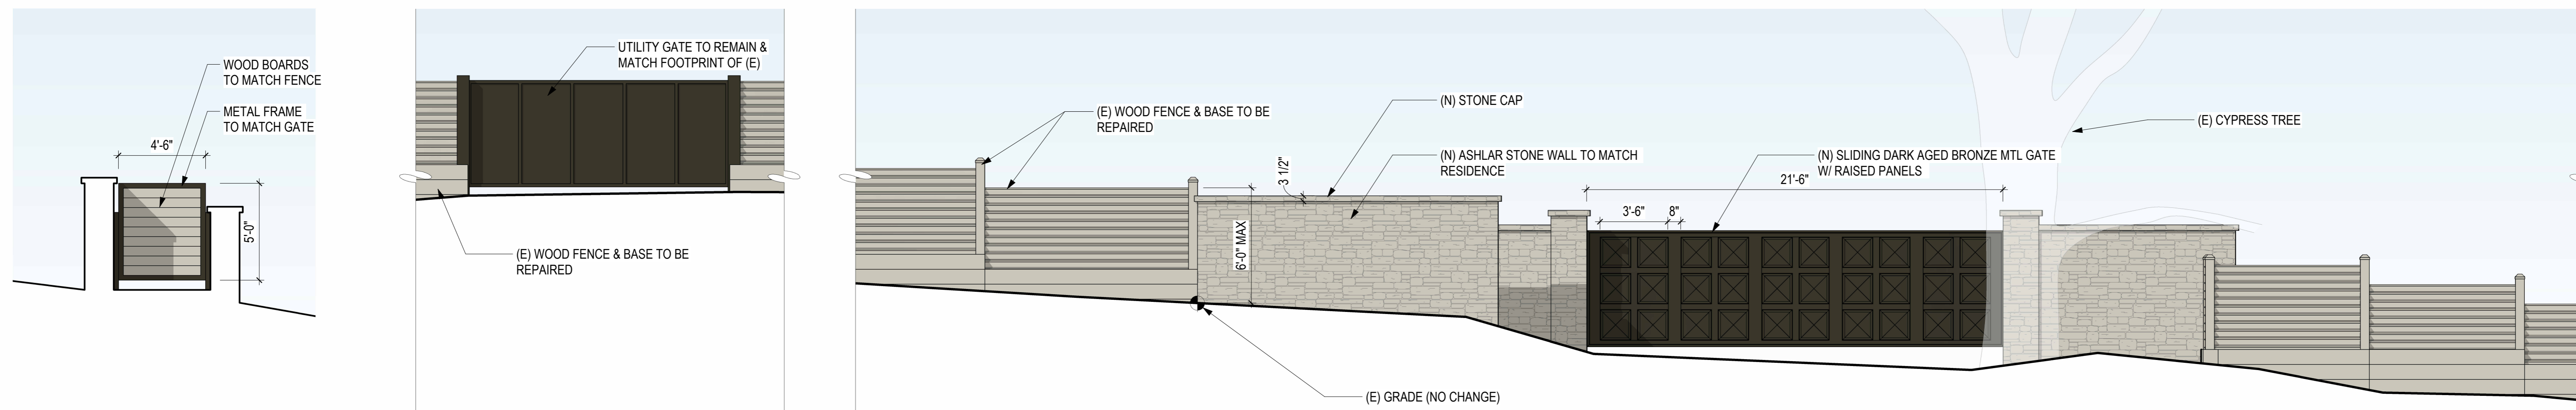 WOOD BOARDS
TO MATCH FENCE
METAL FRAME
TO MATCH GATE
4'-6"
5'-0"
UTILITY GATE TO REMAIN &
MATCH FOOTPRINT OF (E)
(E) WOOD FENCE & BASE TO BE
REPAIRED
(E) WOOD FENCE & BASE TO BE
REPAIRED
(N) STONE CAP
3 1/2"
(N) ASHLAR STONE WALL TO MATCH
RESIDENCE
6'-0" MAX
(E) GRADE (NO CHANGE)
(N) SLIDING DARK AGED BRONZE MTL GATE
W/ RAISED PANELS
21'-6"
3'-6"
8"
(E) CYPRESS TREE